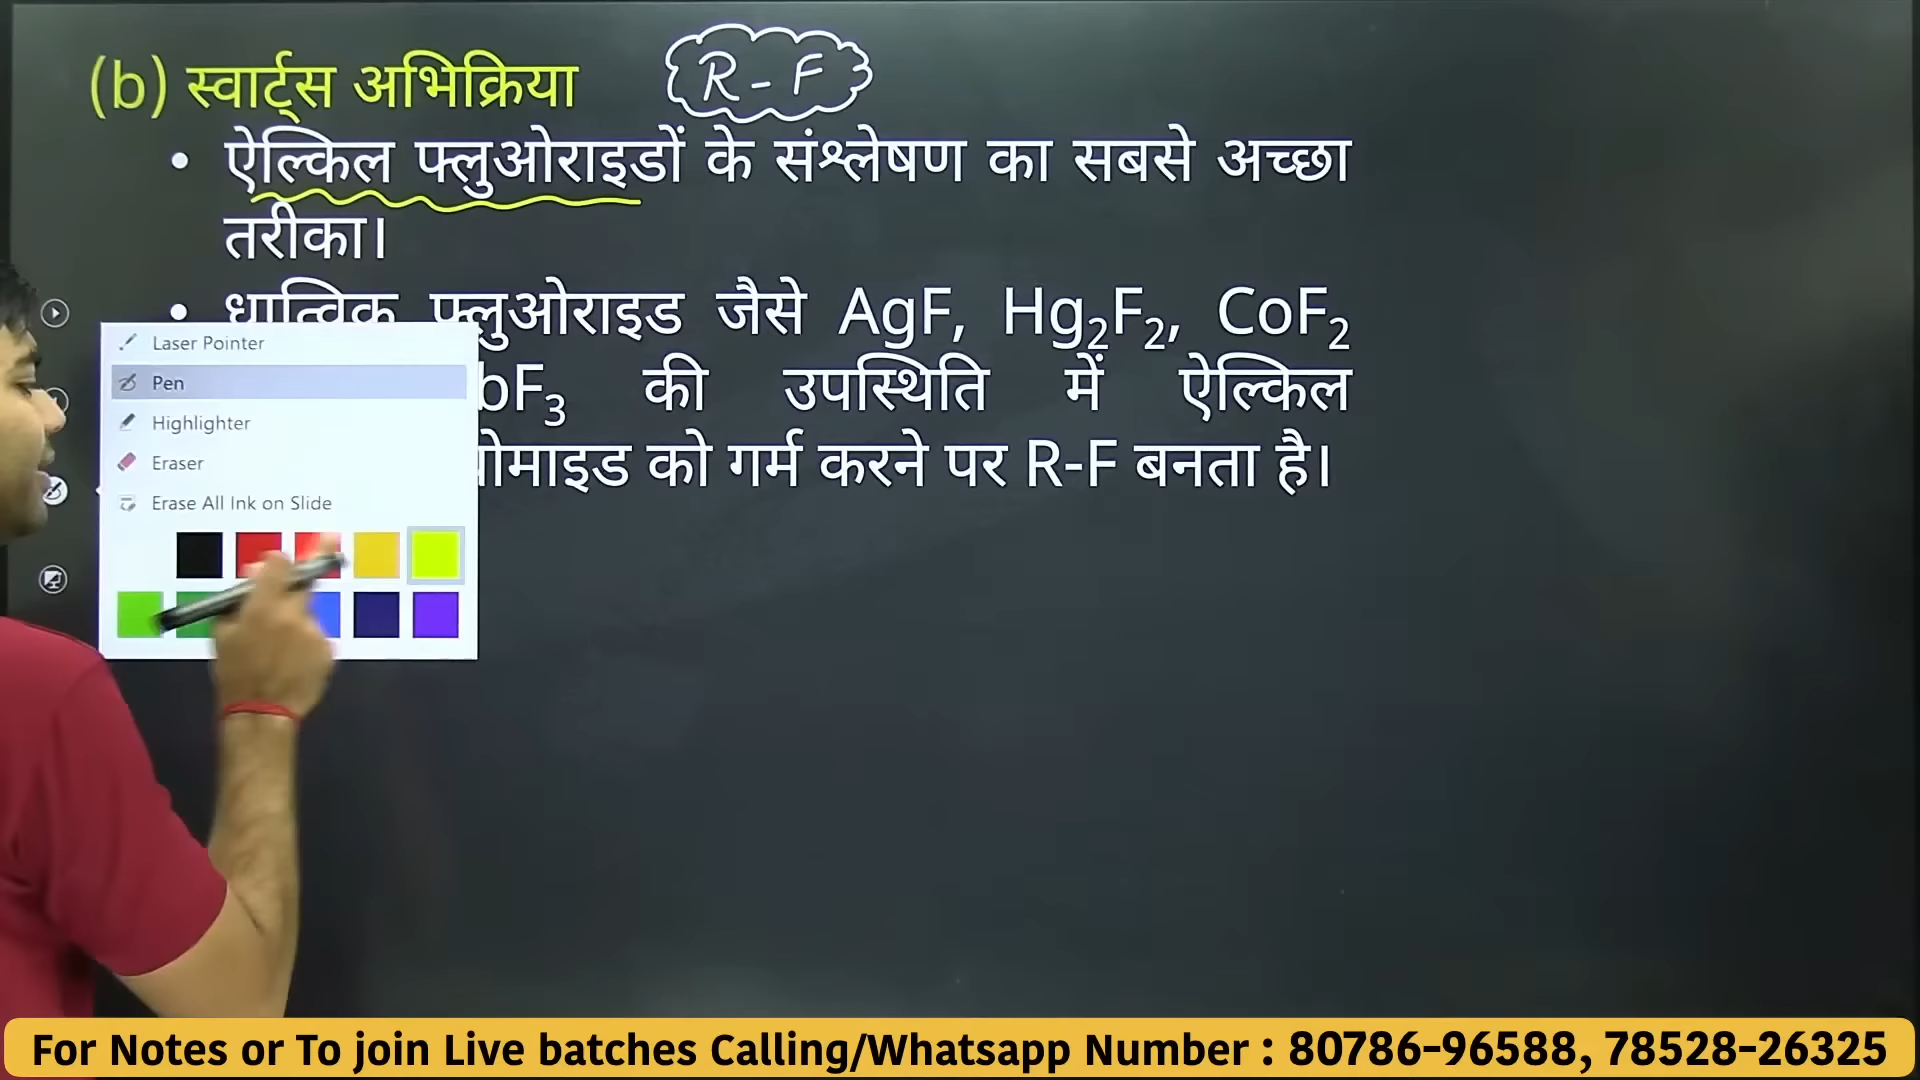 (b) स्वार्ट्स अभिक्रिया
R-F
• ऐल्किल फ्लुओराइडों के संश्लेषण का सबसे अच्छा
तरीका।
• धात्विक फ्लुओराइड जैसे AgF, Hg₂F₂, CoF₂
bF₃ की उपस्थिति में ऐल्किल
को गर्म करने पर R-F बनता है।
Laser Pointer
Pen
Highlighter
Eraser
Erase All Ink on Slide
For Notes or To join Live batches Calling/Whatsapp Number : 80786-96588, 78528-26325